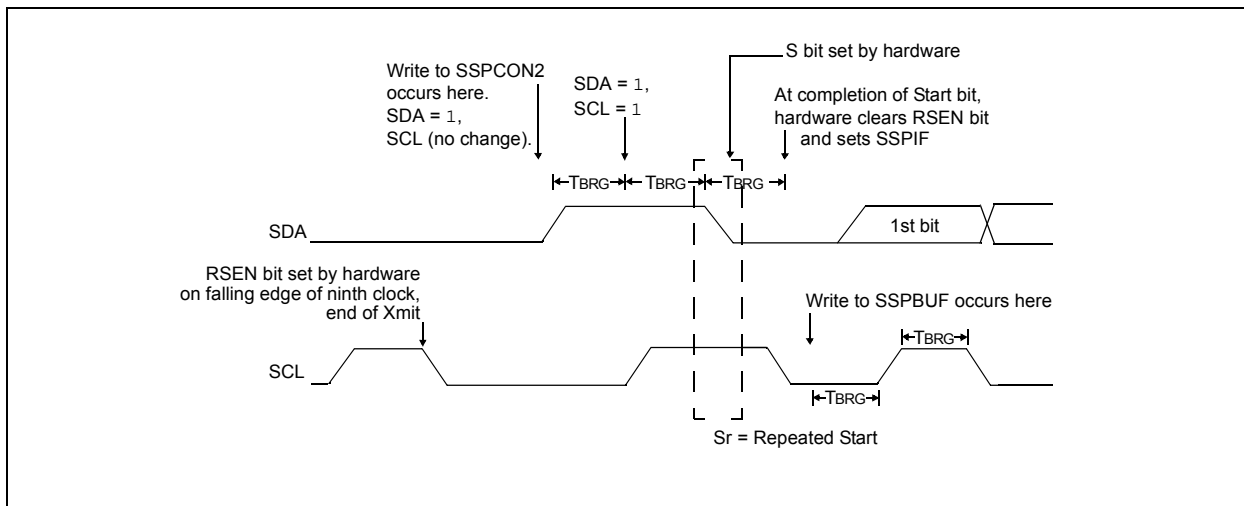 S bit set by hardware
Write to SSPCON2
occurs here.
SDA = 1,
SCL (no change).
SDA = 1,
SCL = 1
At completion of Start bit,
hardware clears RSEN bit
and sets SSPIF
TBRG
TBRG
TBRG
SDA
1st bit
RSEN bit set by hardware
on falling edge of ninth clock,
end of Xmit
Write to SSPBUF occurs here
TBRG
SCL
TBRG
Sr = Repeated Start